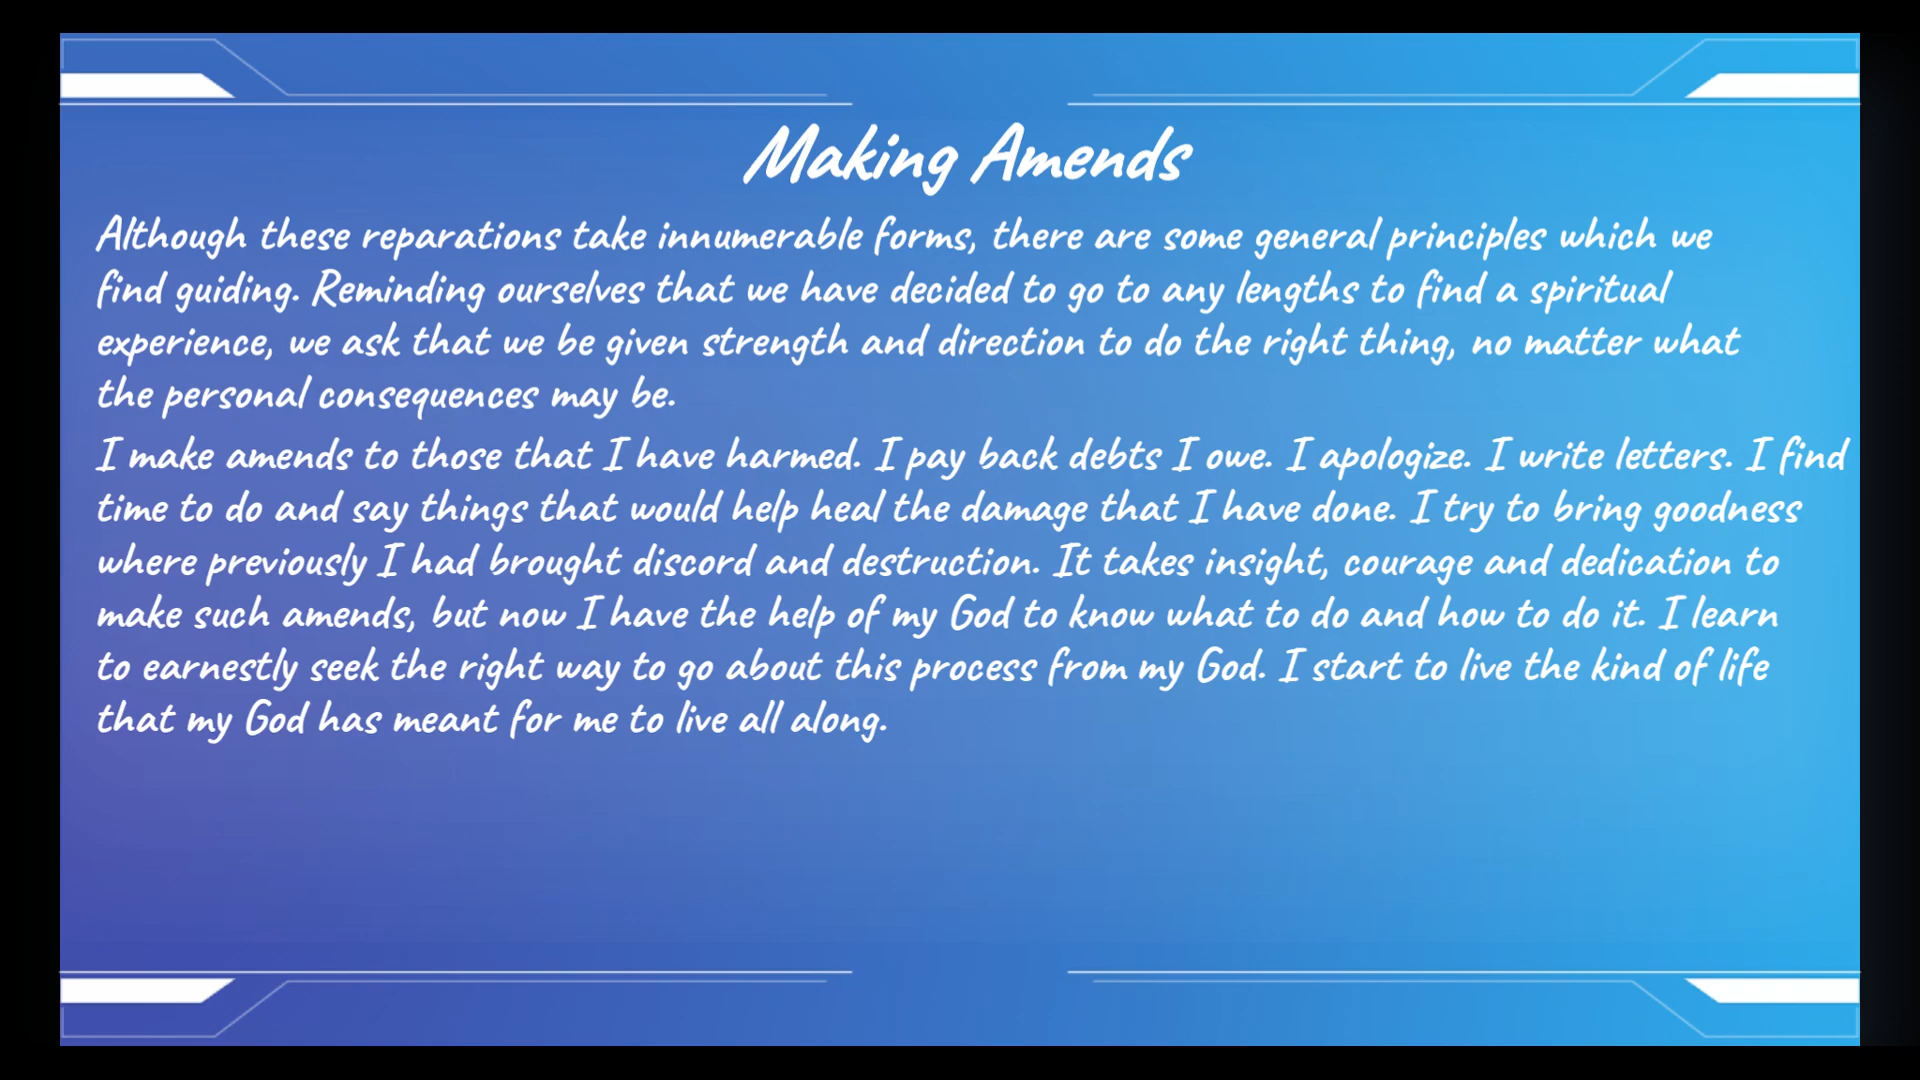 Making Amends
Although these reparations take innumerable forms, there are some general principles which we
find guiding. Reminding ourselves that we have decided to go to any lengths to find a spiritual
experience, we ask that we be given strength and direction to do the right thing, no matter what
the personal consequences may be.
I make amends to those that I have harmed. I pay back debts I owe. I apologize. I write letters. I find
time to do and say things that would help heal the damage that I have done. I try to bring goodness
where previously I had brought discord and destruction. It takes insight, courage and dedication to
make such amends, but now I have the help of my God to know what to do and how to do it. I learn
to earnestly seek the right way to go about this process from my God. I start to live the kind of life
that my God has meant for me to live all along.